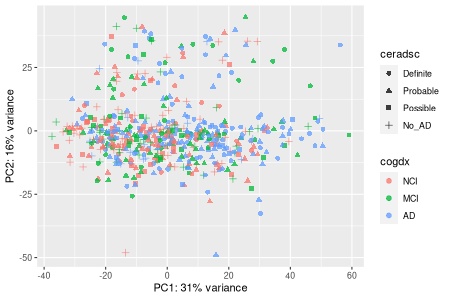 ceradsc
Definite
Probable
Possible
No_AD
cogdx
NCI
MCI
AD
PC2: 16% variance
25
0
-25
-50
-40
-20
0
20
40
60
PC1: 31% variance